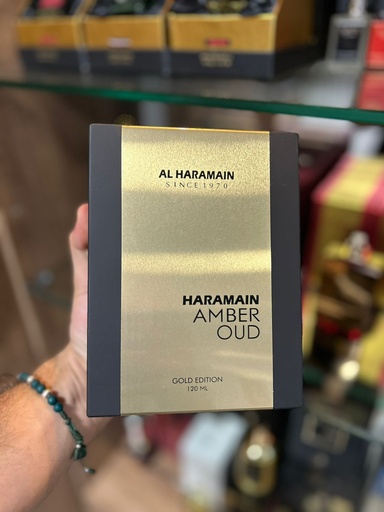 AL HARAMAIN
SINCE 1970
HARAMAIN
AMBER
OUD
GOLD EDITION
120 ML